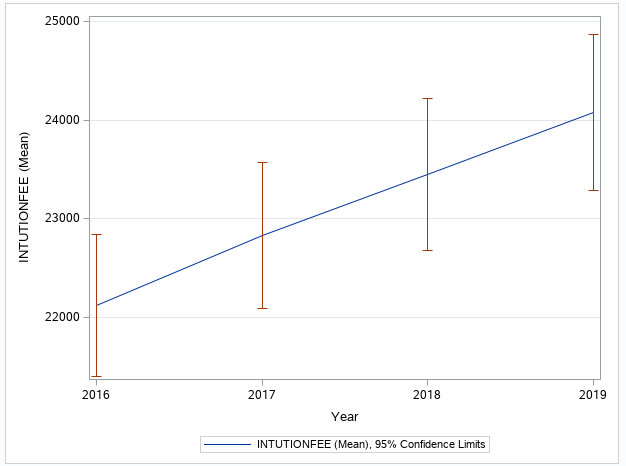 25000
24000
23000
22000
INTUTIONFEE (Mean)
2016 2017 2018 2019
Year
INTUTIONFEE (Mean), 95% Confidence Limits